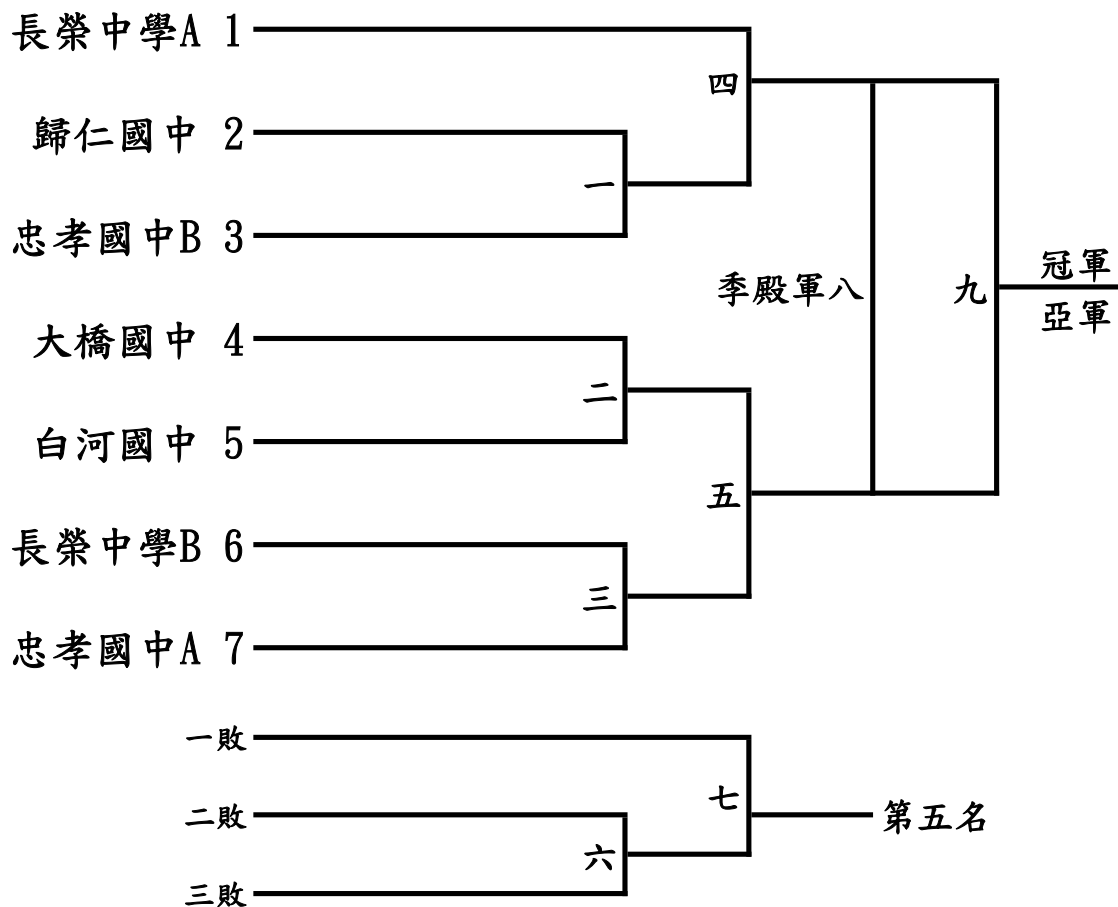 長榮中學A 1
四
歸仁國中 2
一
忠孝國中B 3
冠軍
季殿軍八 九
亞軍
大橋國中 4
二
白河國中 5
五
長榮中學B 6
三
忠孝國中A 7
一敗
七
二敗 第五名
六
三敗